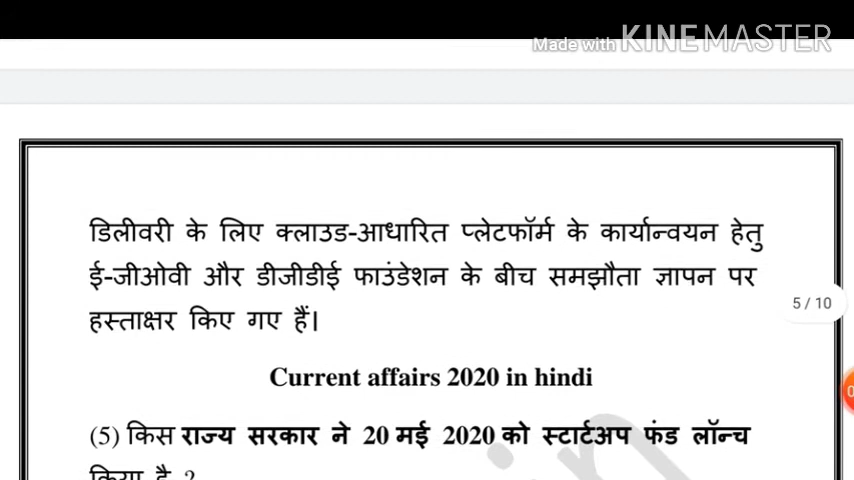 Made with KINEMASTER
डिलीवरी के लिए क्लाउड-आधारित प्लेटफॉर्म के कार्यान्वयन हेतु
ई-जीओवी और डीजीडीई फाउंडेशन के बीच समझौता ज्ञापन पर
हस्ताक्षर किए गए हैं।
5 / 10
Current affairs 2020 in hindi
(5) किस राज्य सरकार ने 20 मई 2020 को स्टार्टअप फंड लॉन्च
किया है ?